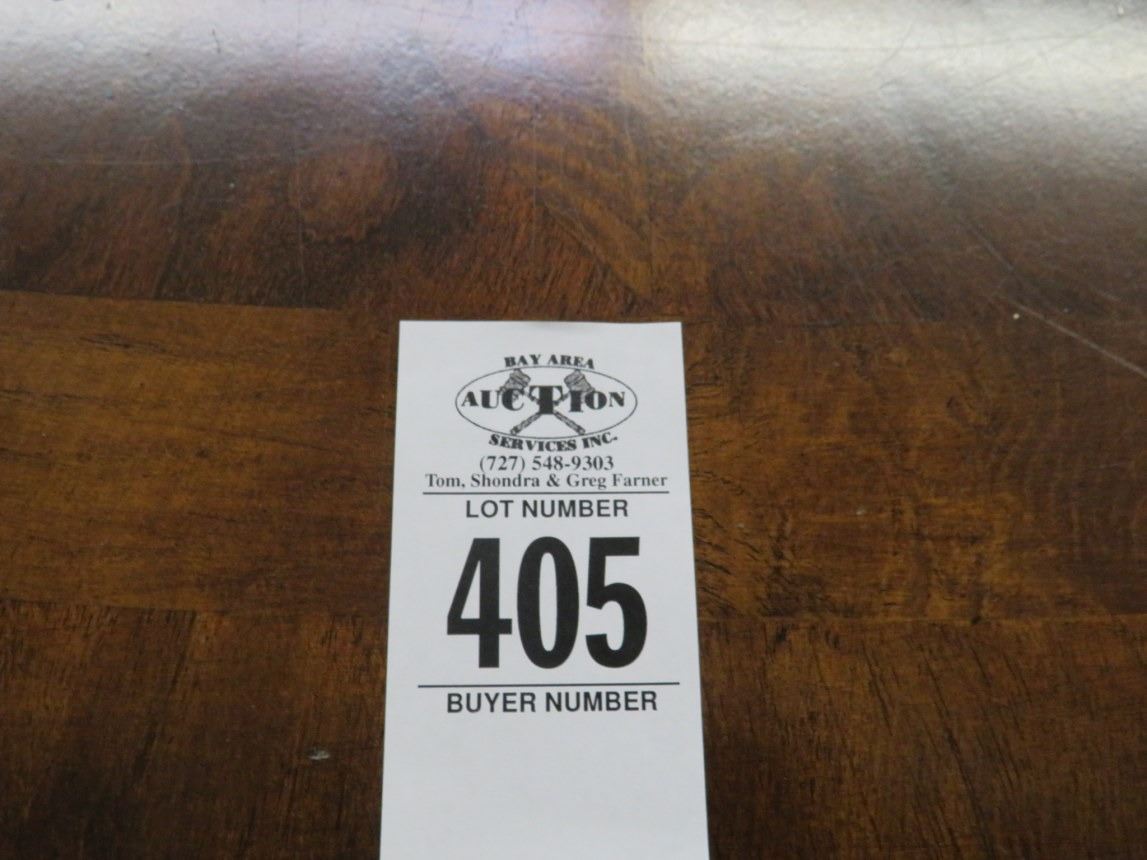 BAY AREA
AUCTION
SERVICES INC.
(727) 548-9303
Tom, Shondra & Greg Farner
LOT NUMBER
405
BUYER NUMBER